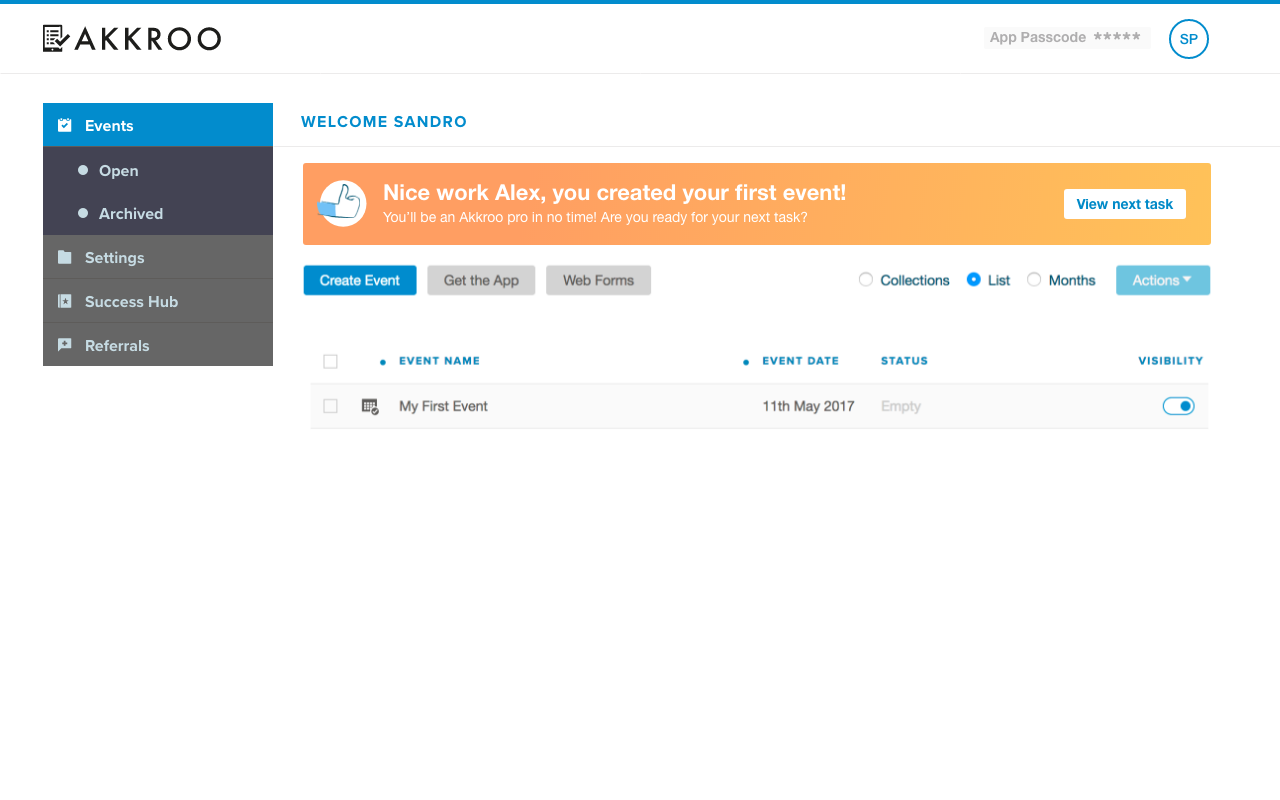 AKKROO
App Passcode *****
SP
Events
Open
Archived
Settings
Success Hub
Referrals
WELCOME SANDRO
Nice work Alex, you created your first event!
You'll be an Akkroo pro in no time! Are you ready for your next task?
View next task
Create Event
Get the App
Web Forms
Collections
List
Months
Actions
EVENT NAME
EVENT DATE
STATUS
VISIBILITY
My First Event
11th May 2017
Empty